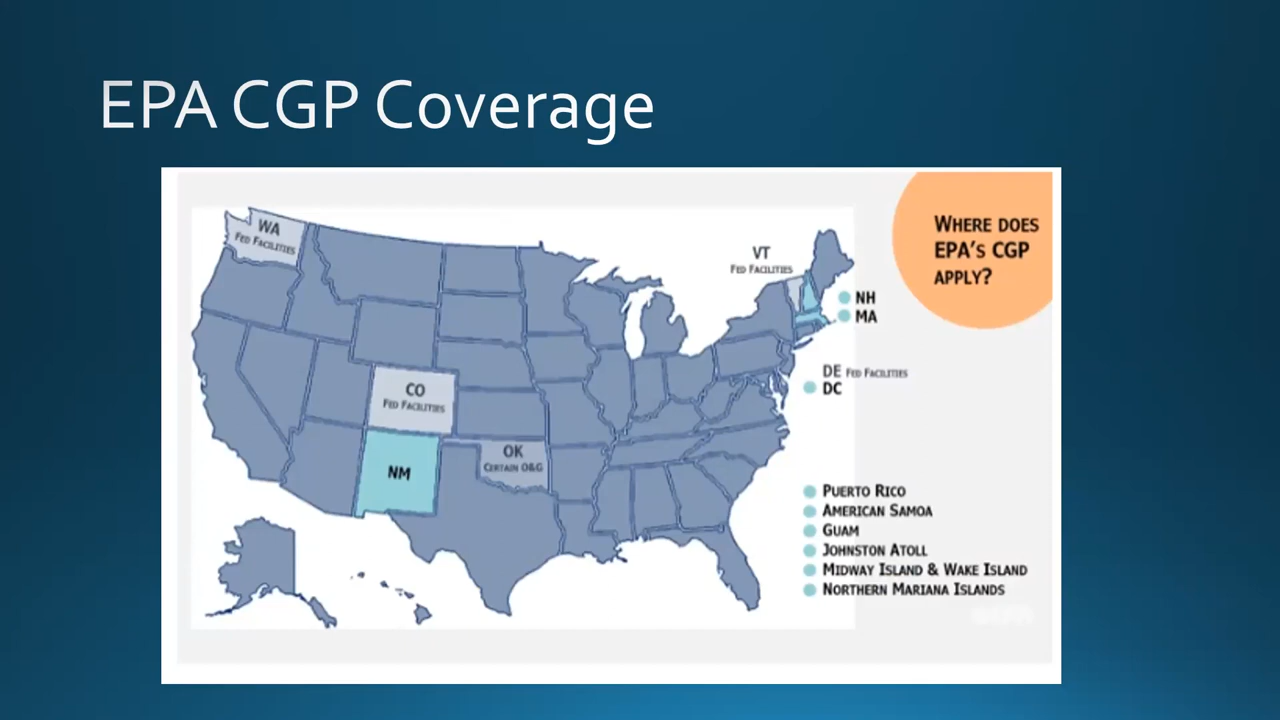 EPA CGP Coverage
WHERE DOES
EPA'S CGP
APPLY?
WA
FED FACILITIES
VT
FED FACILITIES
NH
MA
DE FED FACILITIES
DC
CO
FED FACILITIES
OK
CERTAIN O&G
NM
PUERTO RICO
AMERICAN SAMOA
GUAM
JOHNSTON ATOLL
MIDWAY ISLAND & WAKE ISLAND
NORTHERN MARIANA ISLANDS